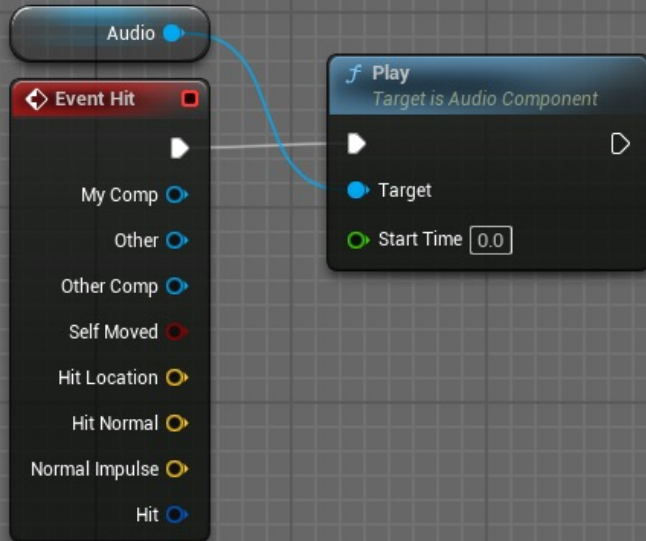 Audio
Event Hit
My Comp
Other
Other Comp
Self Moved
Hit Location
Hit Normal
Normal Impulse
Hit
f Play
Target is Audio Component
Target
Start Time 0.0